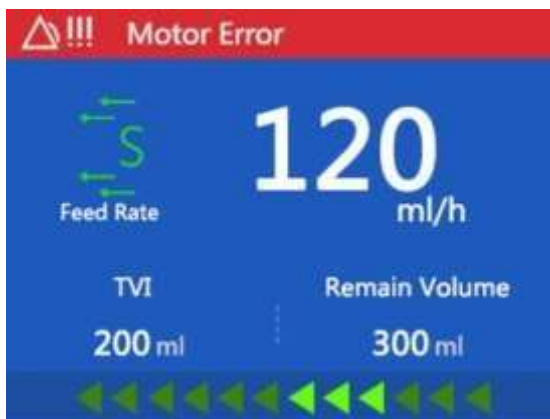 !!! Motor Error
S
120
Feed Rate
ml/h
TVI
Remain Volume
200 ml
300 ml